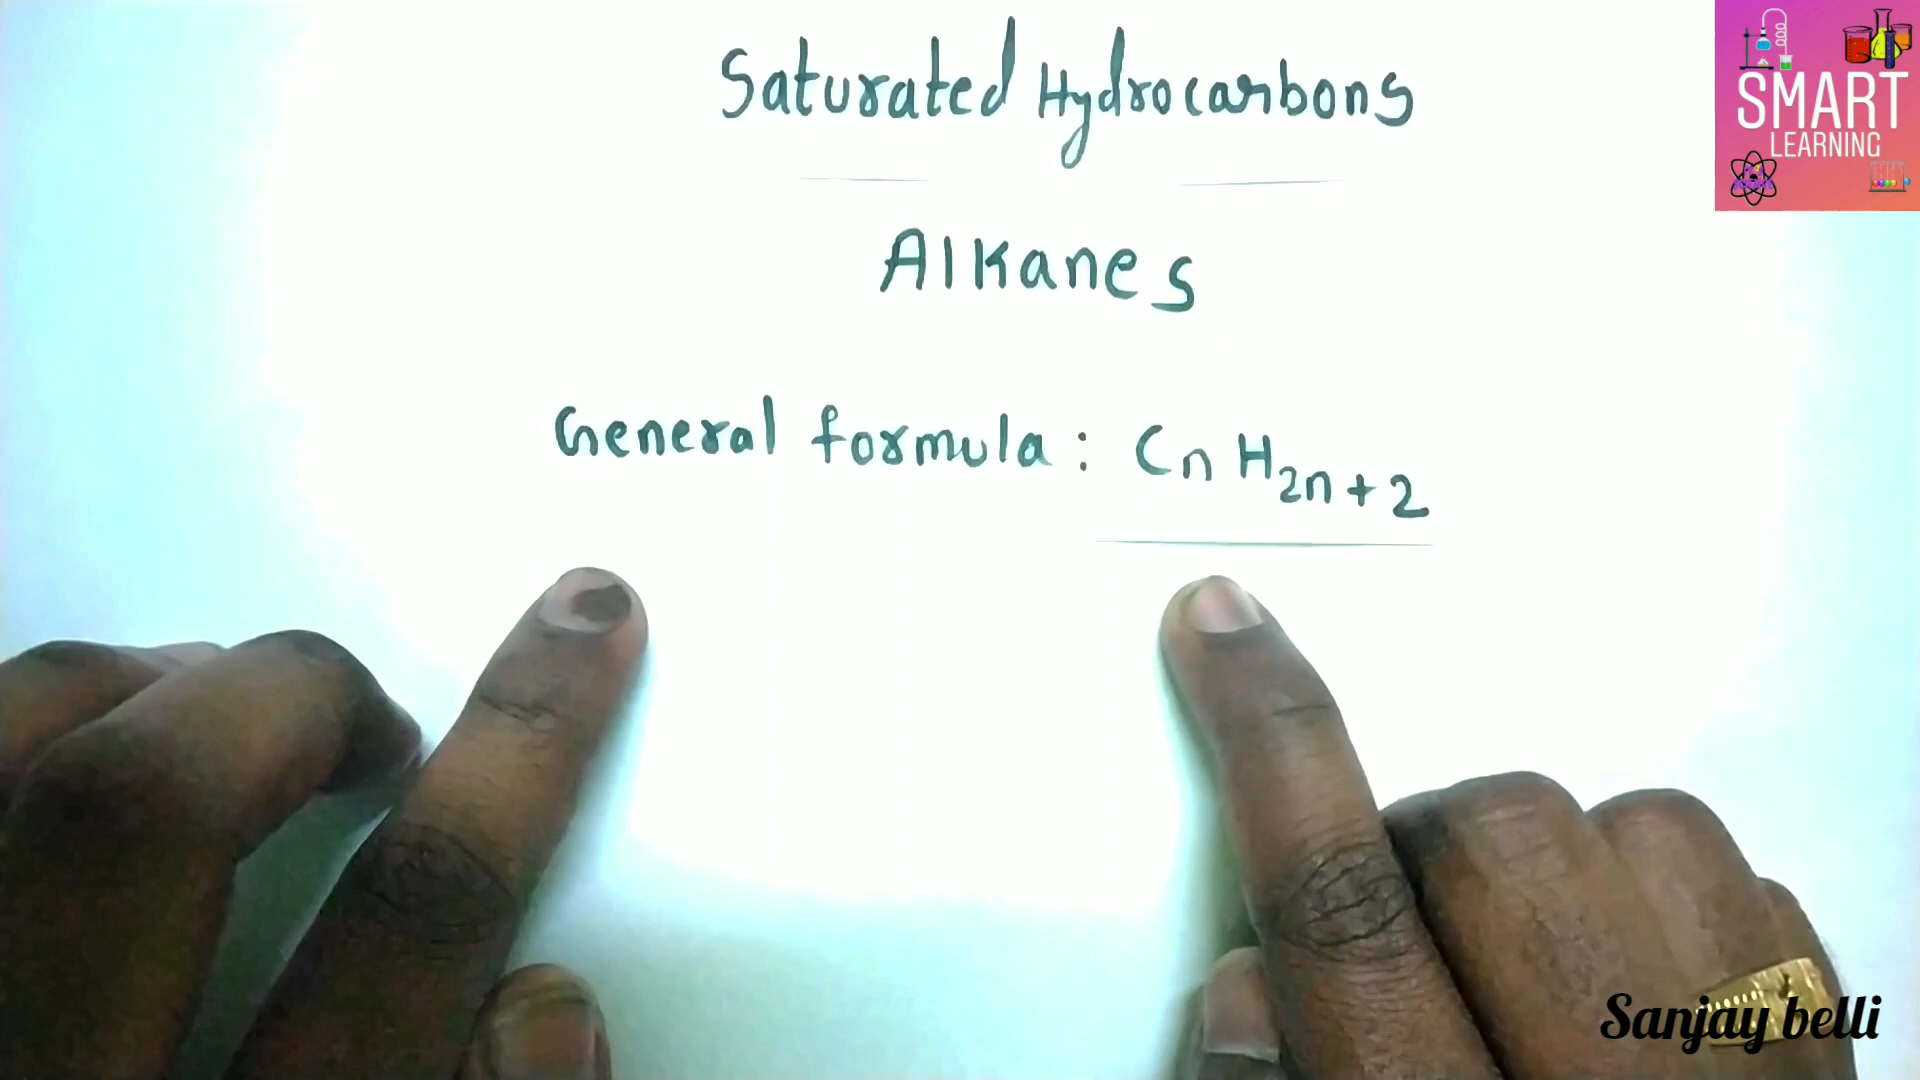 Saturated Hydrocarbons
SMART
LEARNING
Alkanes
General formula : CnH2n+2
Sanjay belli